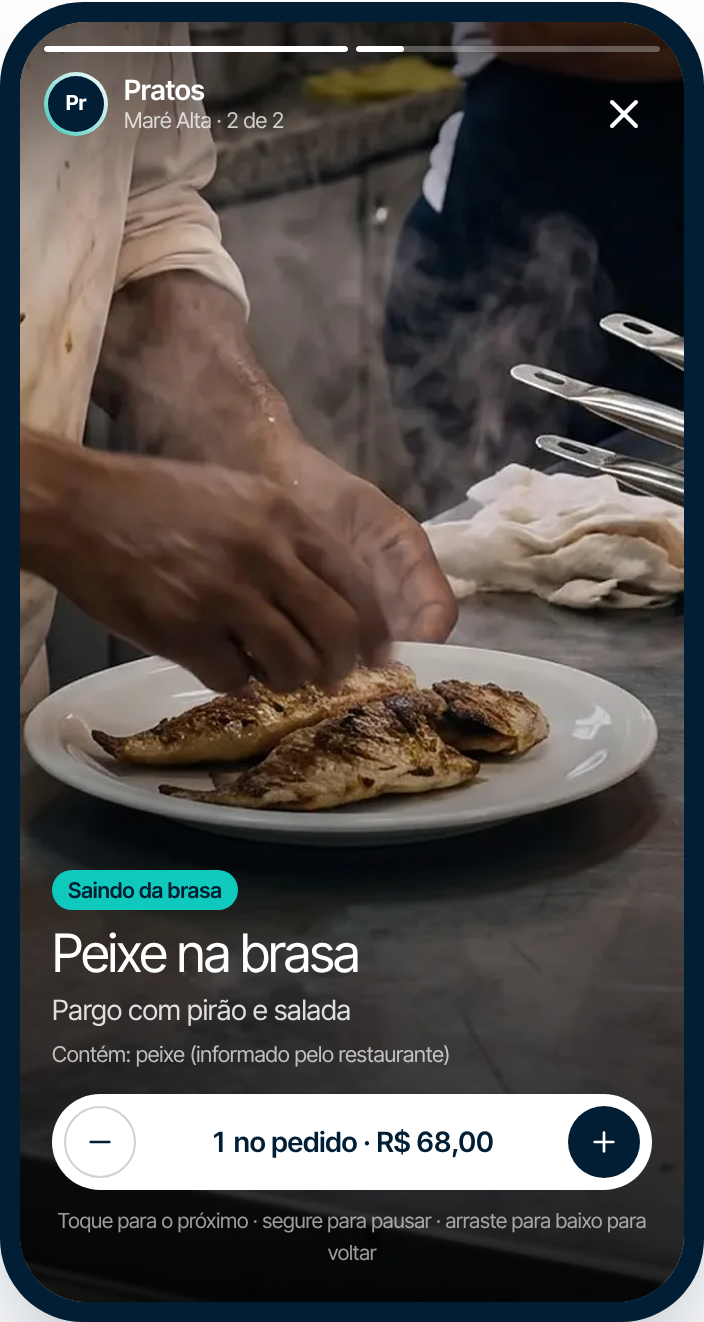 Pr
Pratos
Maré Alta · 2 de 2
Saindo da brasa
Peixe na brasa
Pargo com pirão e salada
Contém: peixe (informado pelo restaurante)
1 no pedido · R$ 68,00
Toque para o próximo · segure para pausar · arraste para baixo para
voltar